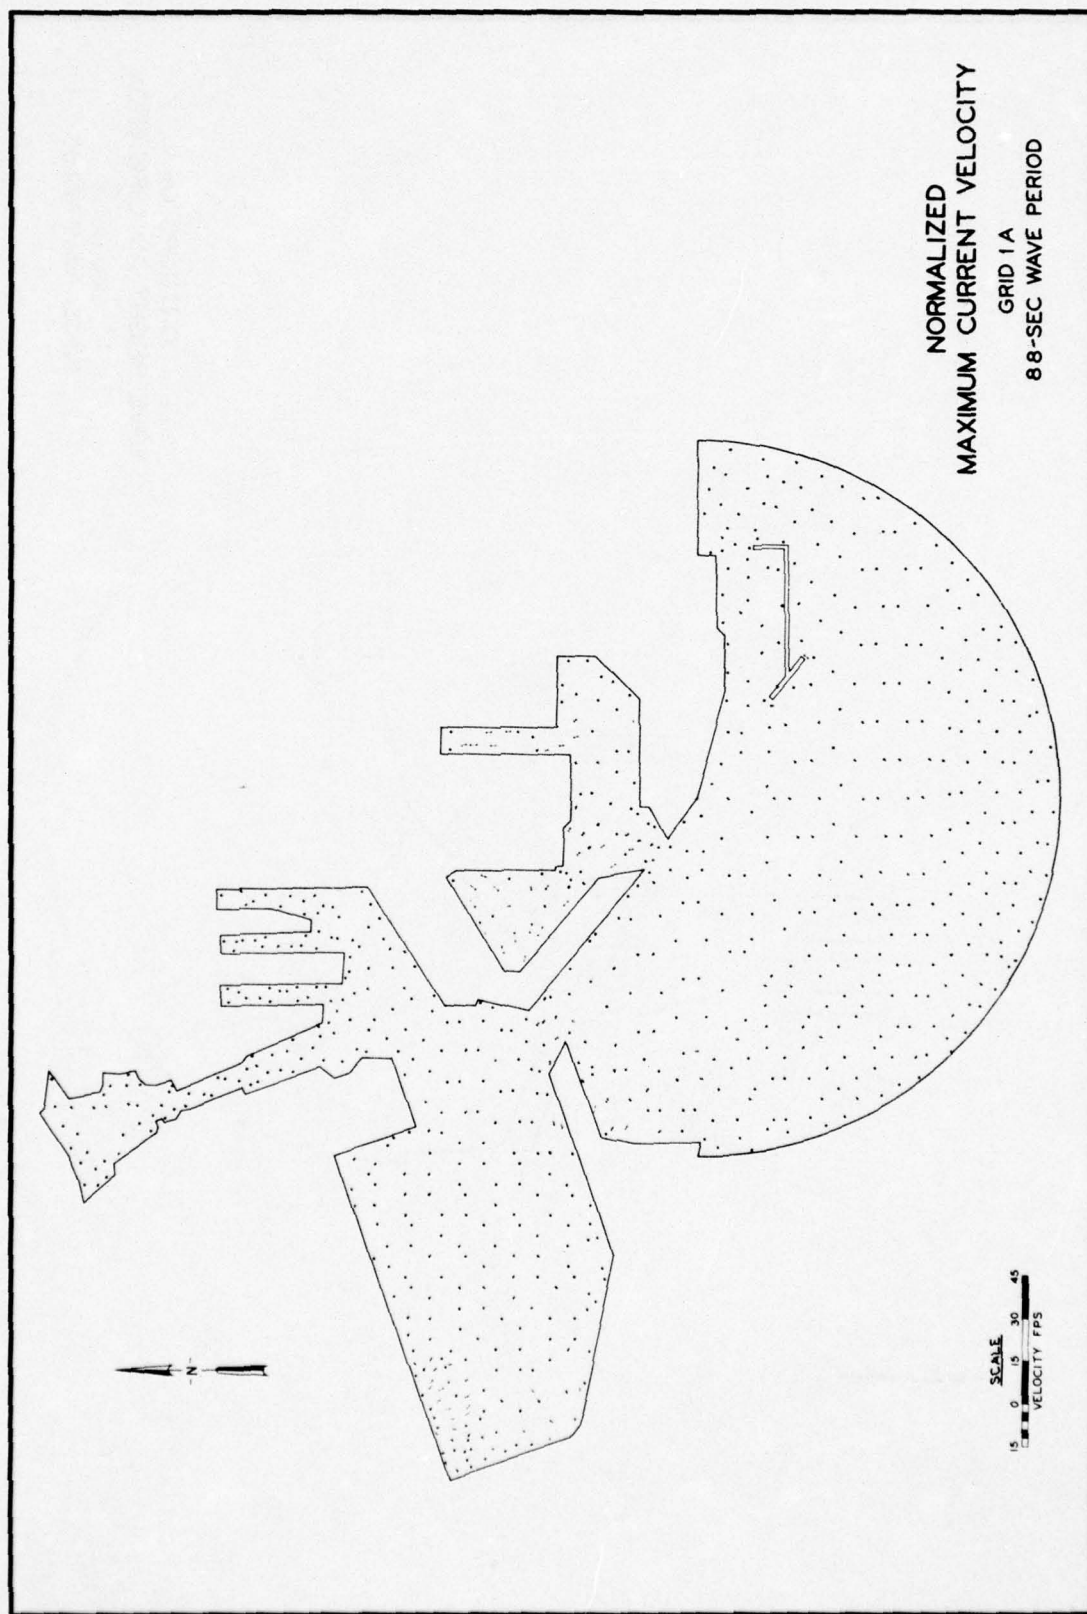 NORMALIZED
MAXIMUM CURRENT VELOCITY
GRID 1A
88-SEC WAVE PERIOD
-N-
SCALE
15 0 15 30 45
VELOCITY FPS